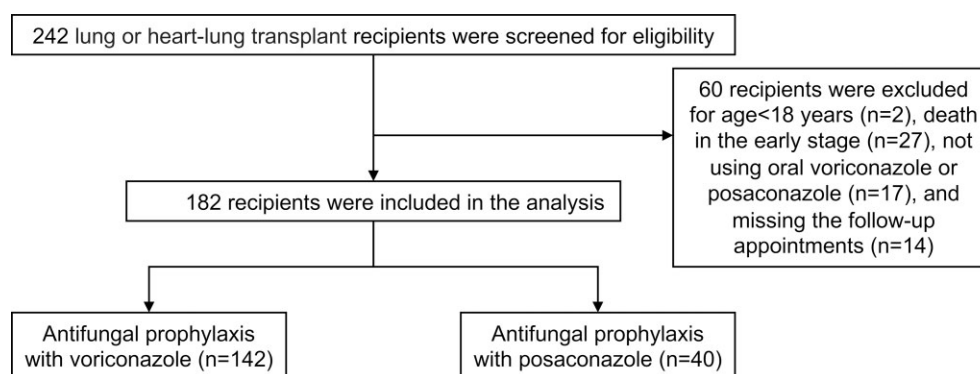 242 lung or heart-lung transplant recipients were screened for eligibility
60 recipients were excluded
for age<18 years (n=2), death
in the early stage (n=27), not
using oral voriconazole or
posaconazole (n=17), and
missing the follow-up
appointments (n=14)
182 recipients were included in the analysis
Antifungal prophylaxis
with voriconazole (n=142)
Antifungal prophylaxis
with posaconazole (n=40)